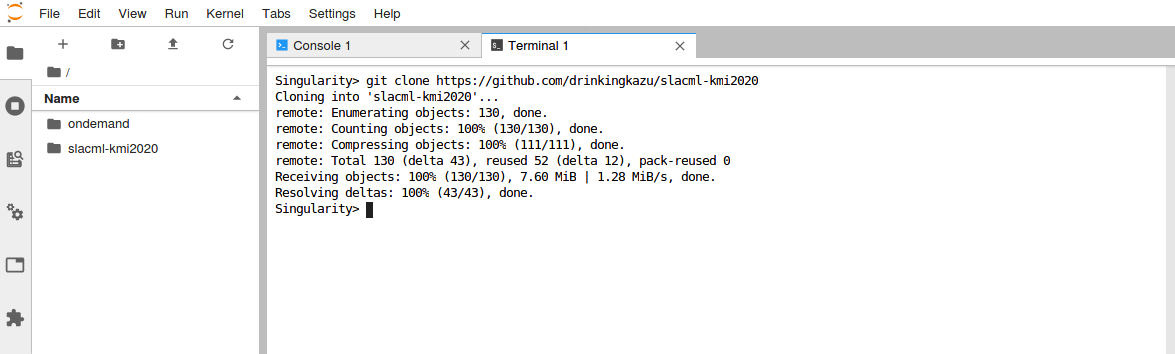 File Edit View Run Kernel Tabs Settings Help
/
Name
ondemand
slacml-kmi2020
Console 1
Terminal 1
Singularity> git clone https://github.com/drinkingkazu/slacml-kmi2020
Cloning into 'slacml-kmi2020'...
remote: Enumerating objects: 130, done.
remote: Counting objects: 100% (130/130), done.
remote: Compressing objects: 100% (111/111), done.
remote: Total 130 (delta 43), reused 52 (delta 12), pack-reused 0
Receiving objects: 100% (130/130), 7.60 MiB | 1.28 MiB/s, done.
Resolving deltas: 100% (43/43), done.
Singularity>